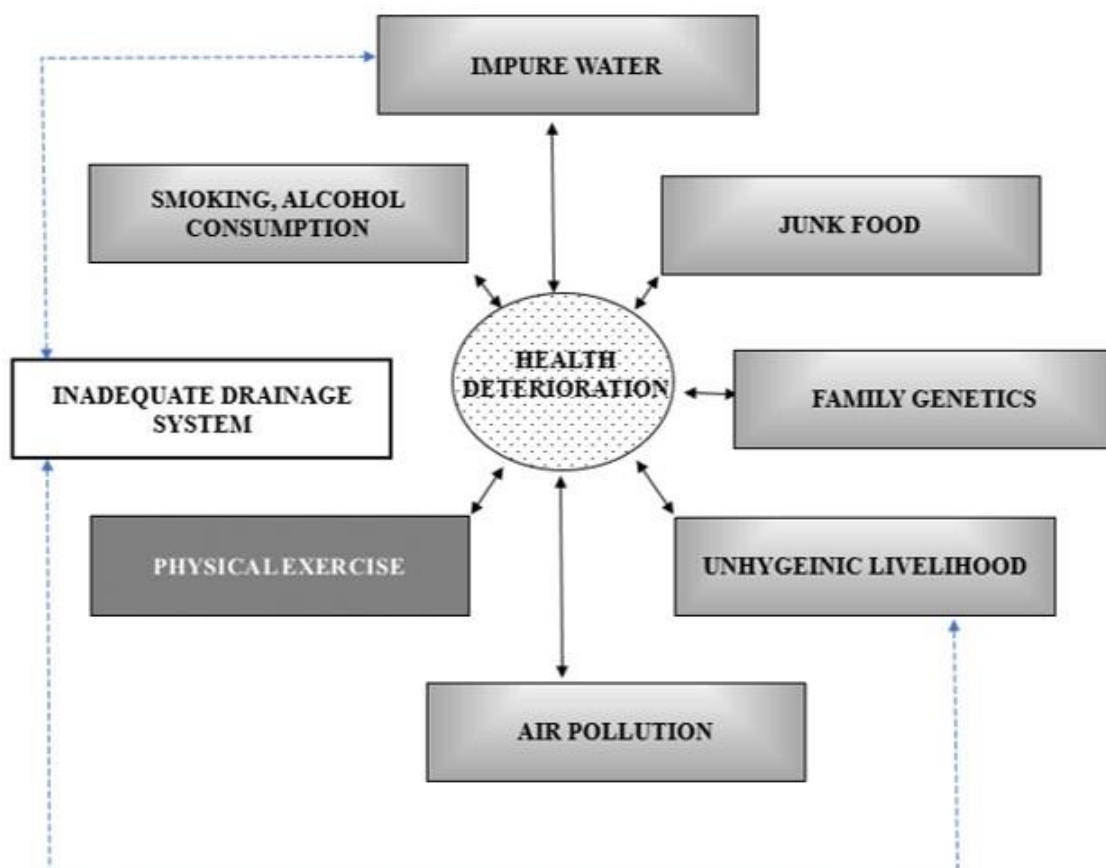 IMPURE WATER
SMOKING, ALCOHOL
CONSUMPTION
JUNK FOOD
HEALTH
DETERIORATION
INADEQUATE DRAINAGE
SYSTEM
FAMILY GENETICS
PHYSICAL EXERCISE
UNHYGEINIC LIVELIHOOD
AIR POLLUTION